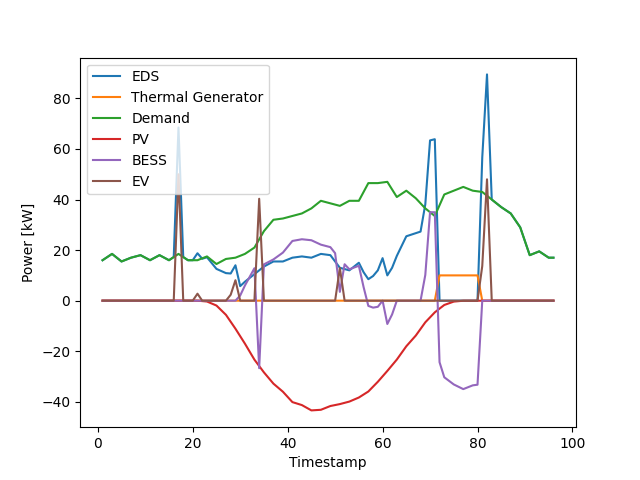 EDS
Thermal Generator
Demand
PV
BESS
EV
Power [kW]
80
60
40
20
0
−20
−40
0 20 40 60 80 100
Timestamp